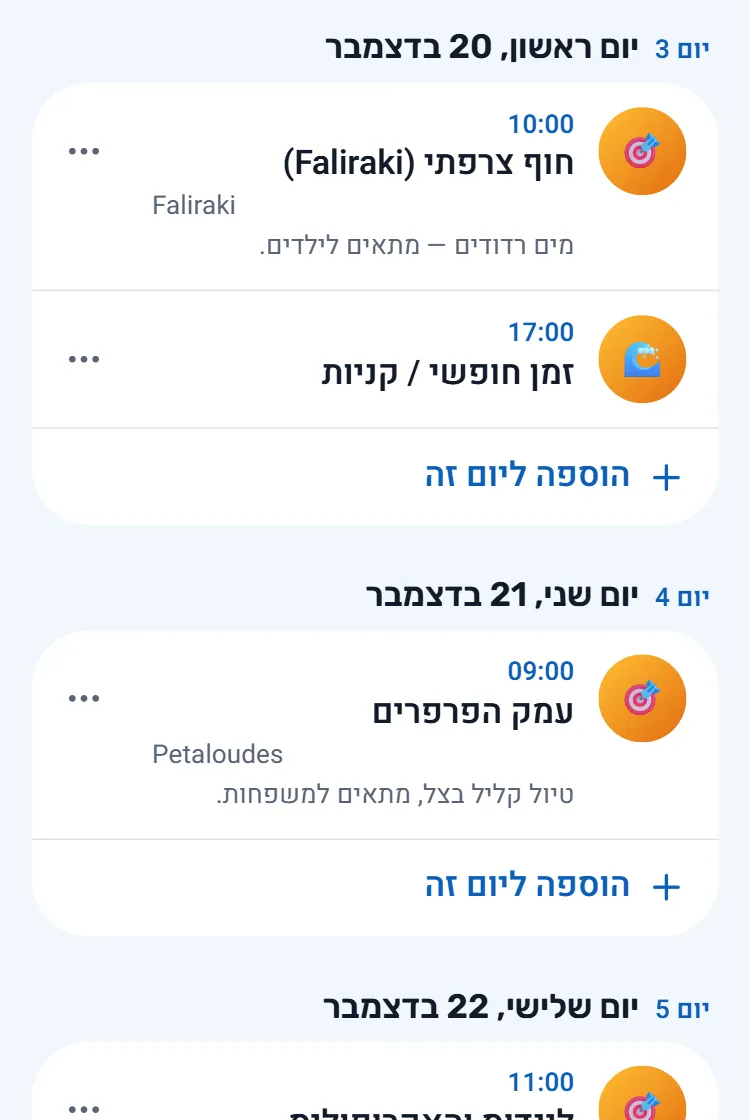 יום 3 יום ראשון, 20 בדצמבר
10:00
חוף צרפתי (Faliraki)
Faliraki
מים רדודים — מתאים לילדים.
17:00
זמן חופשי / קניות
הוספה ליום זה
יום 4 יום שני, 21 בדצמבר
09:00
עמק הפרפרים
Petaloudes
טיול קליל בצל, מתאים למשפחות.
הוספה ליום זה
יום 5 יום שלישי, 22 בדצמבר
11:00